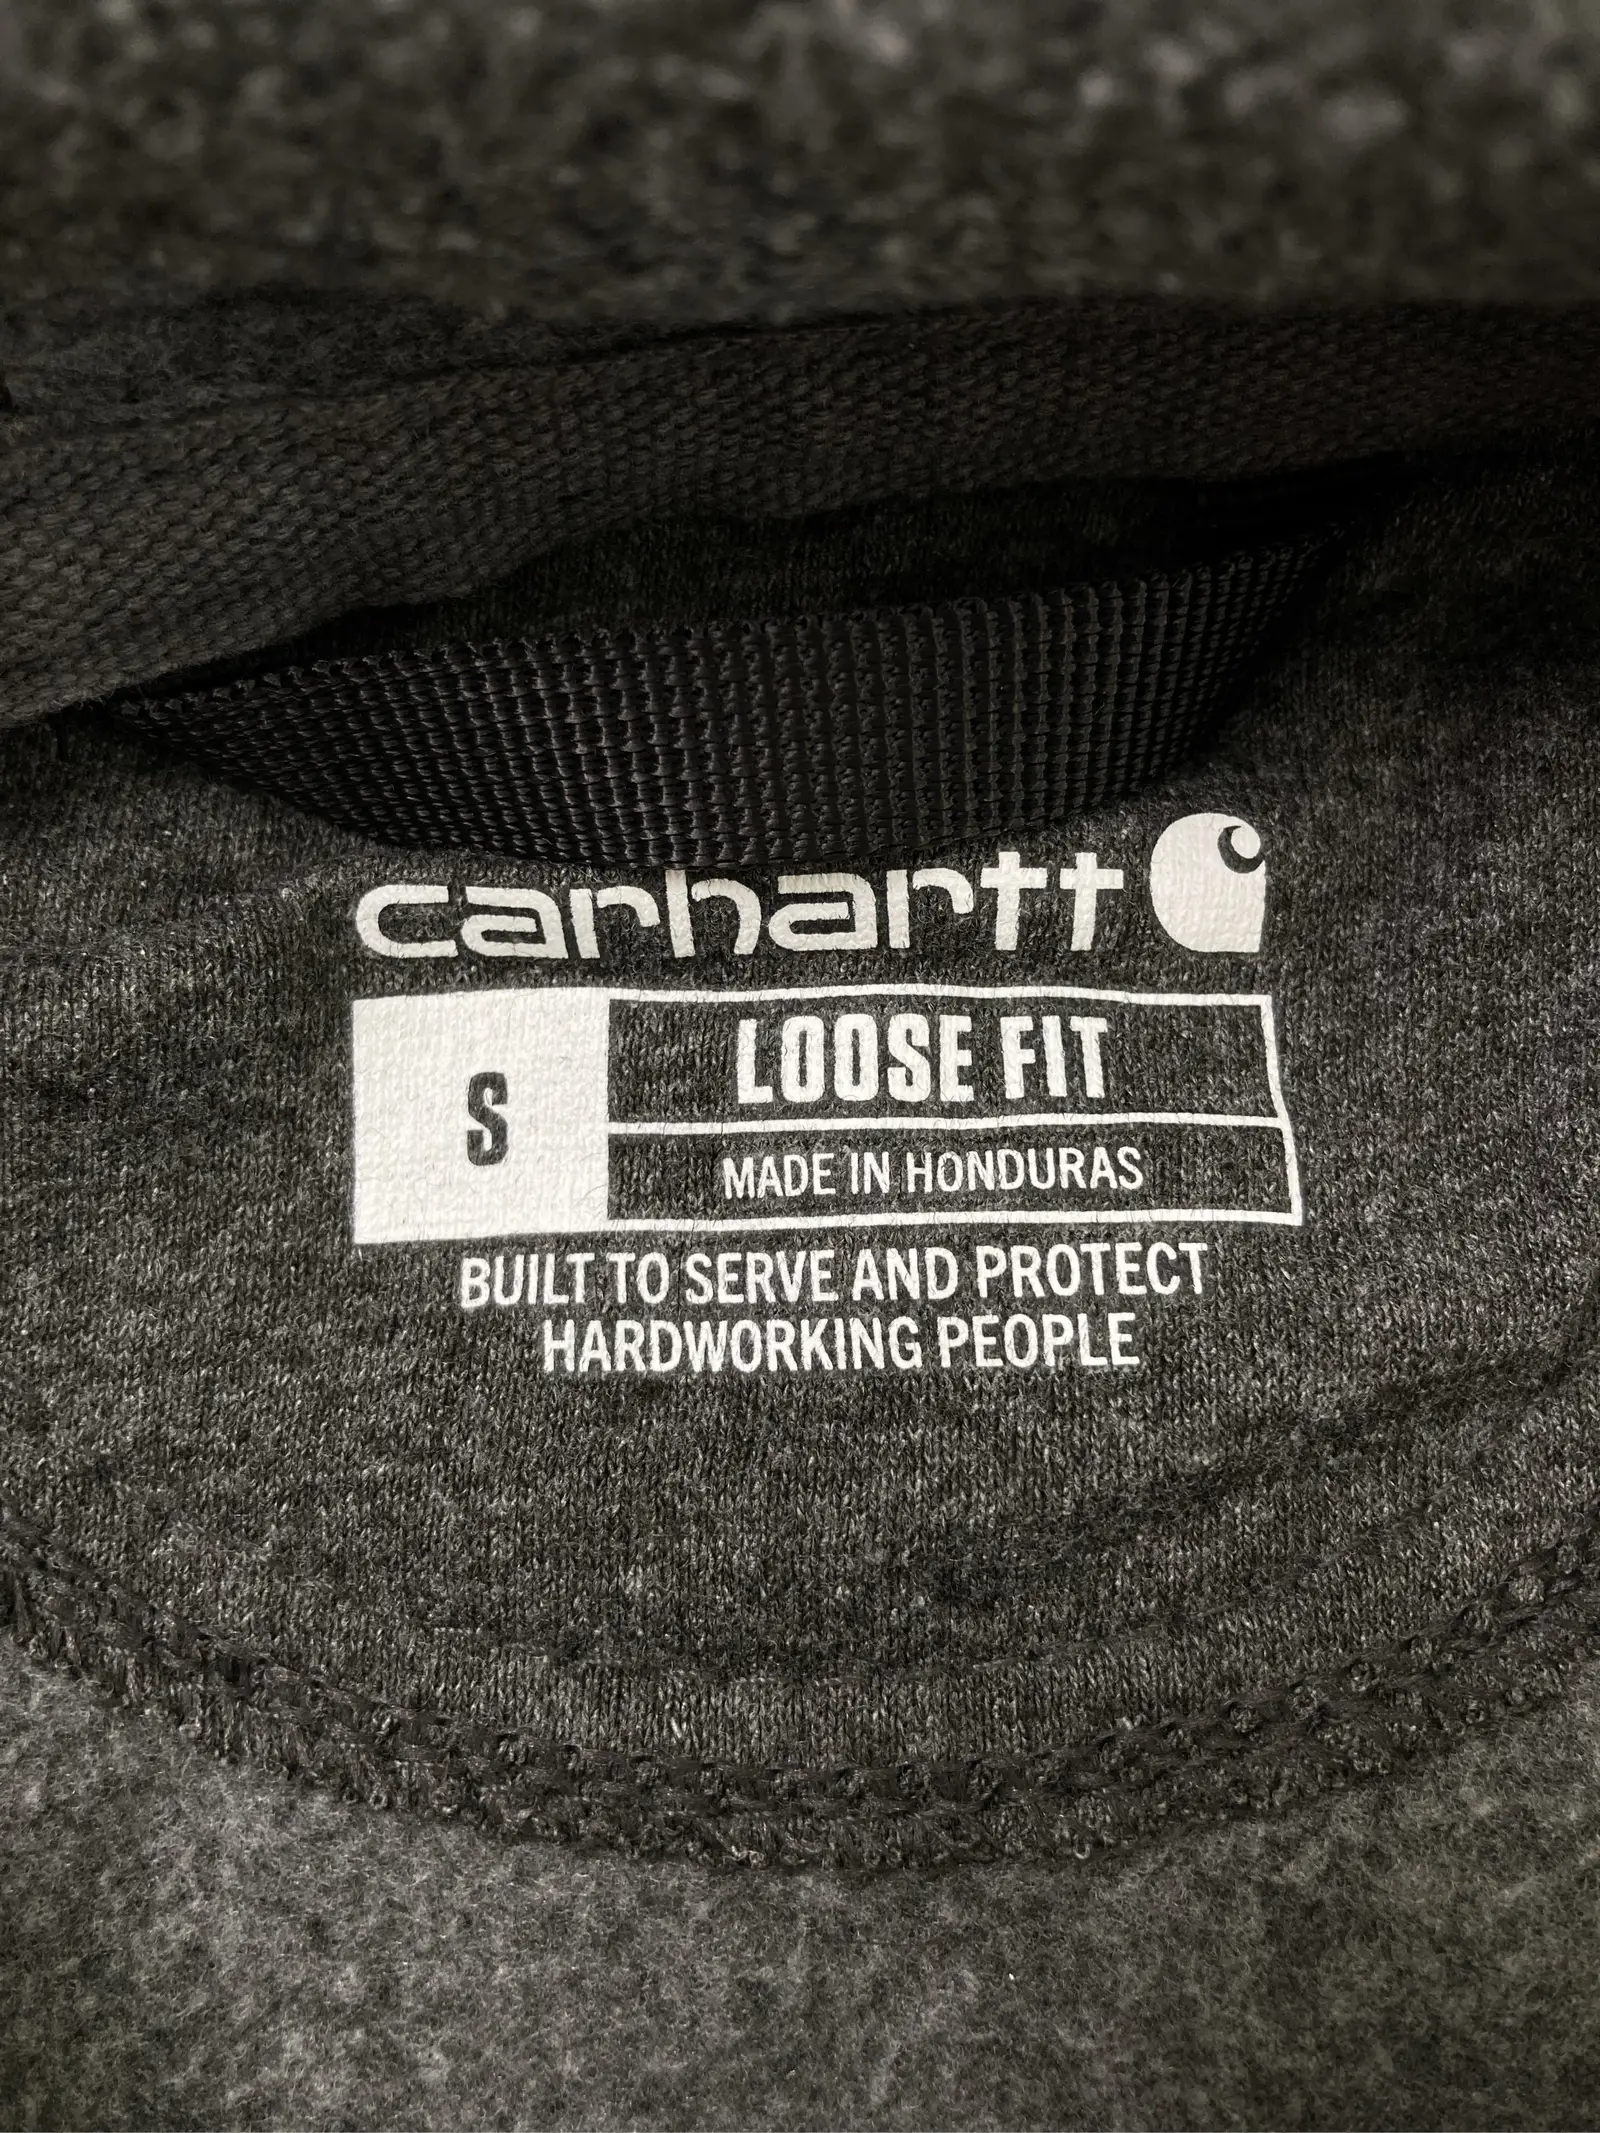 carhartt
S
LOOSE FIT
MADE IN HONDURAS
BUILT TO SERVE AND PROTECT
HARDWORKING PEOPLE